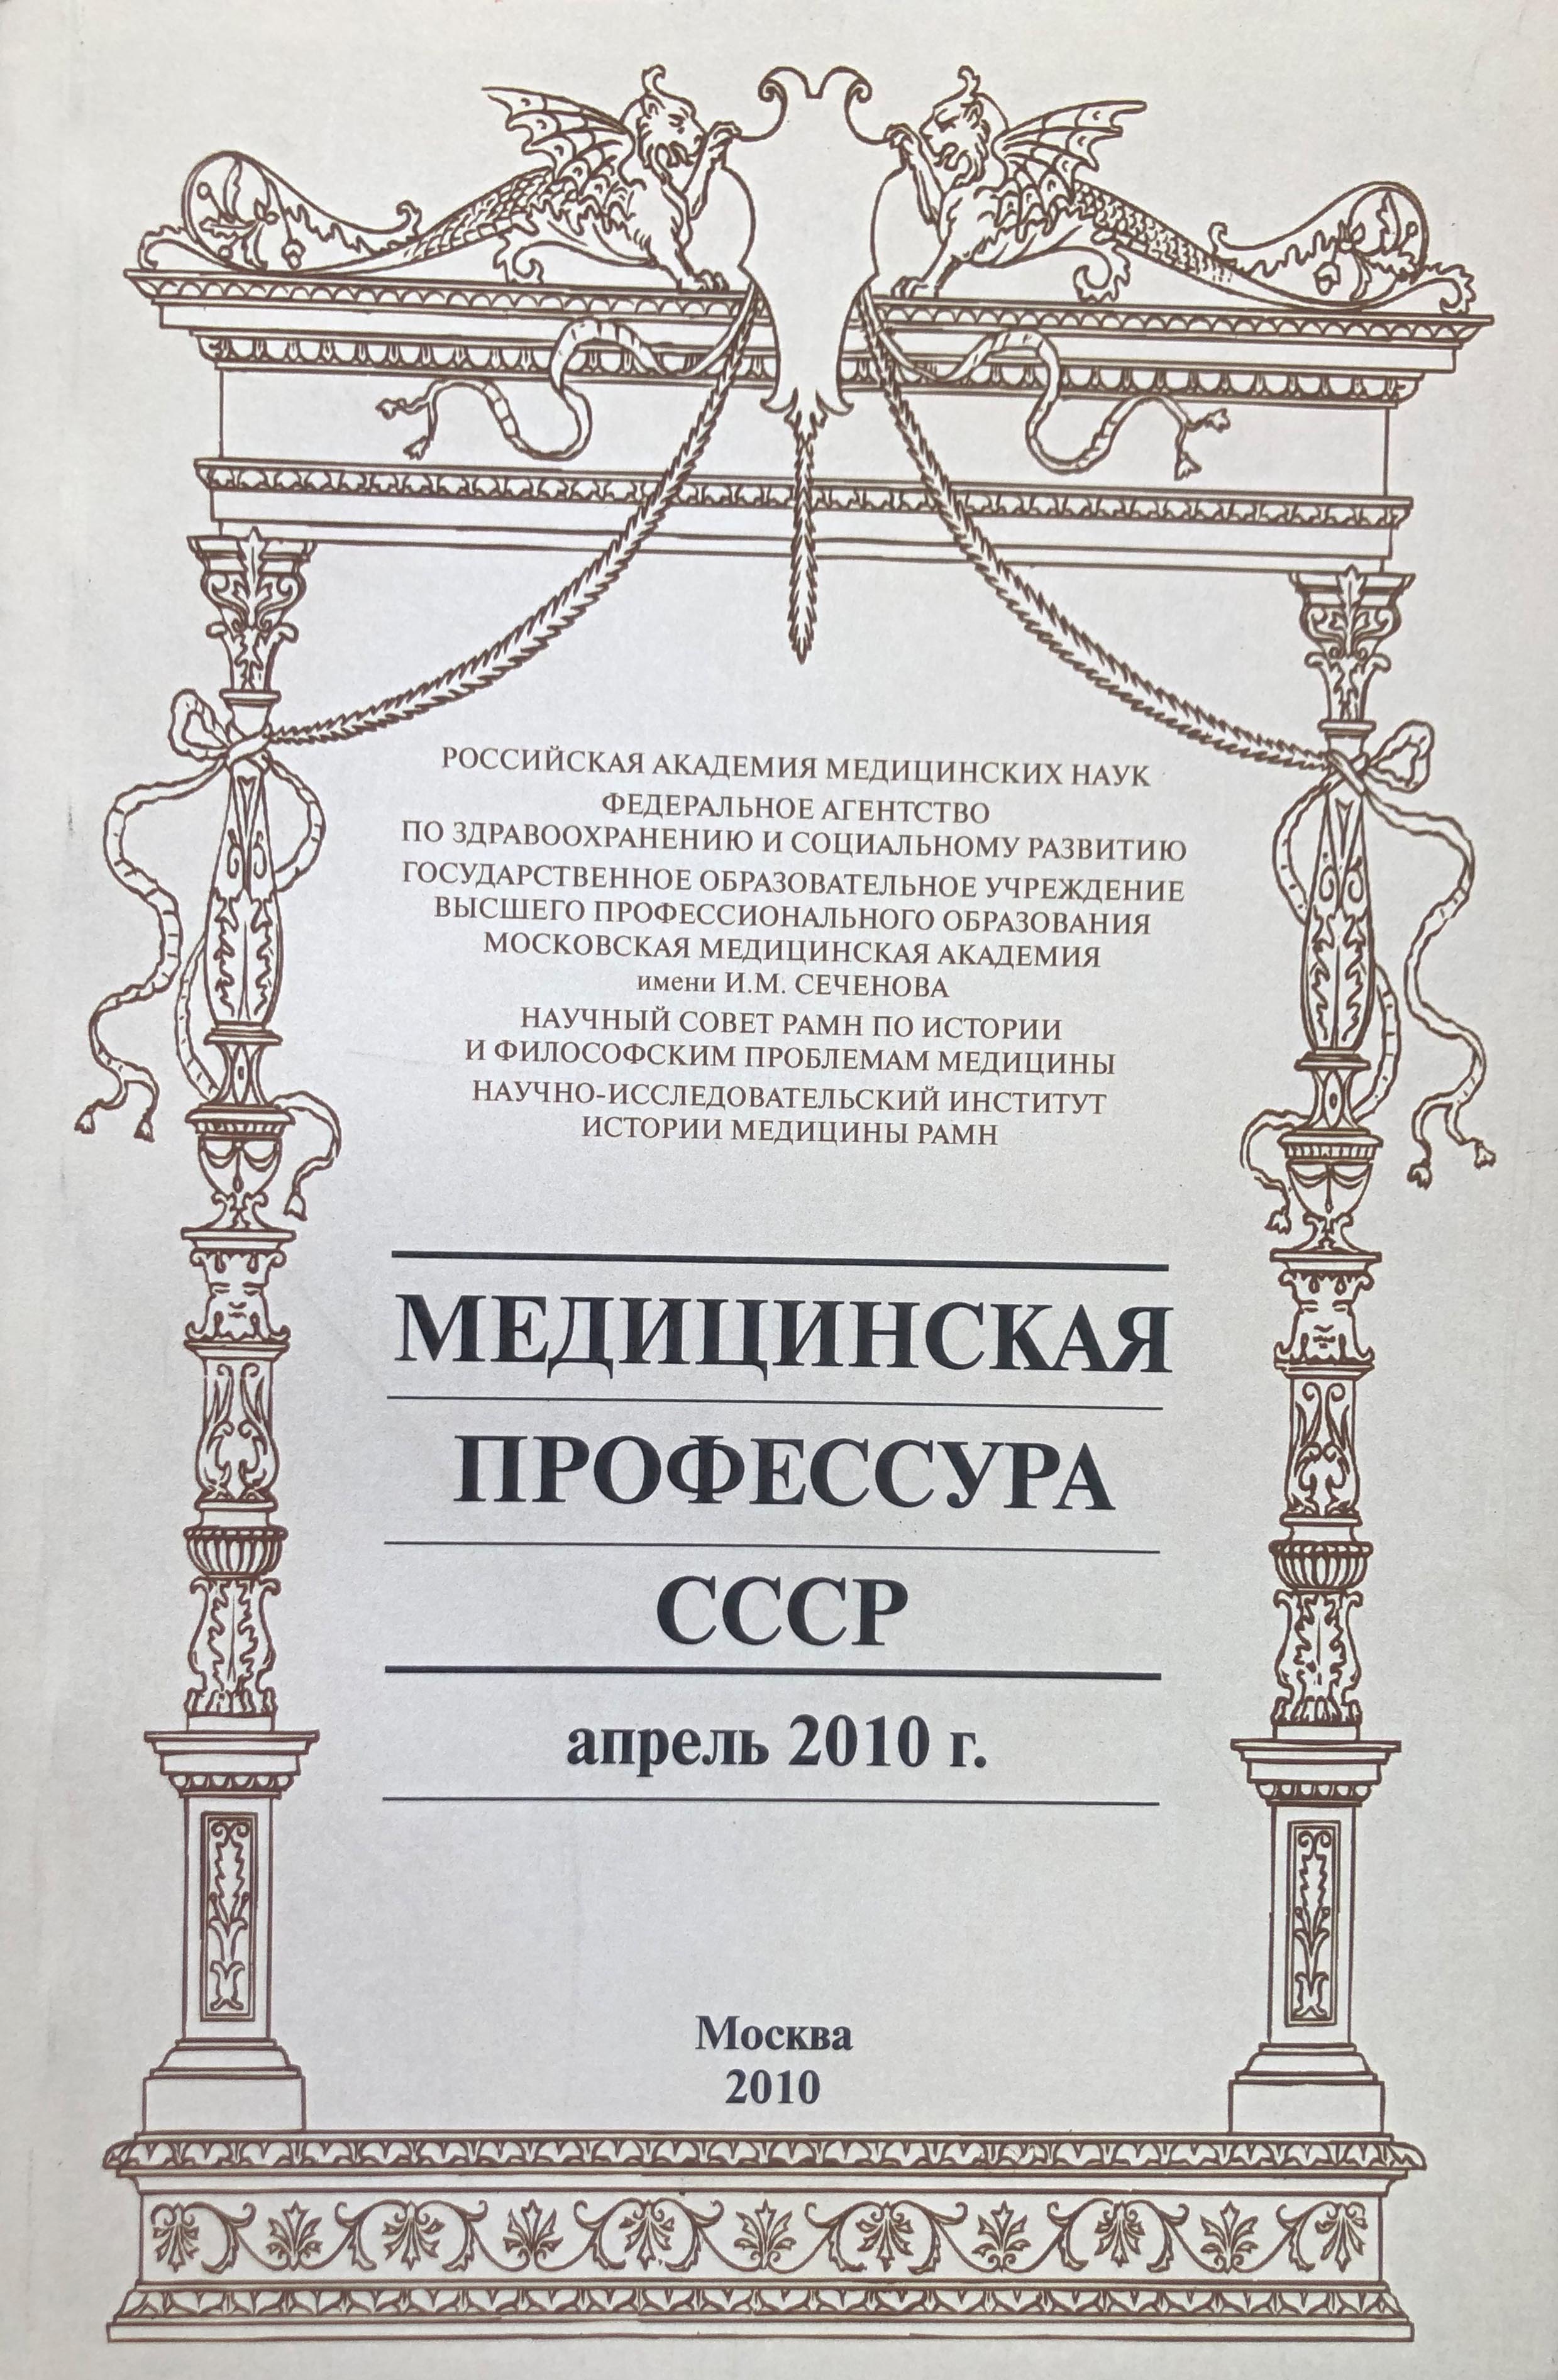 РОССИЙСКАЯ АКАДЕМИЯ МЕДИЦИНСКИХ НАУК
ФЕДЕРАЛЬНОЕ АГЕНТСТВО
ПО ЗДРАВООХРАНЕНИЮ И СОЦИАЛЬНОМУ РАЗВИТИЮ
ГОСУДАРСТВЕННОЕ ОБРАЗОВАТЕЛЬНОЕ УЧРЕЖДЕНИЕ
ВЫСШЕГО ПРОФЕССИОНАЛЬНОГО ОБРАЗОВАНИЯ
МОСКОВСКАЯ МЕДИЦИНСКАЯ АКАДЕМИЯ
имени И.М. СЕЧЕНОВА
НАУЧНЫЙ СОВЕТ РАМН ПО ИСТОРИИ
И ФИЛОСОФСКИМ ПРОБЛЕМАМ МЕДИЦИНЫ
НАУЧНО-ИССЛЕДОВАТЕЛЬСКИЙ ИНСТИТУТ
ИСТОРИИ МЕДИЦИНЫ РАМН
МЕДИЦИНСКАЯ
ПРОФЕССУРА
СССР
апрель 2010 г.
Москва
2010